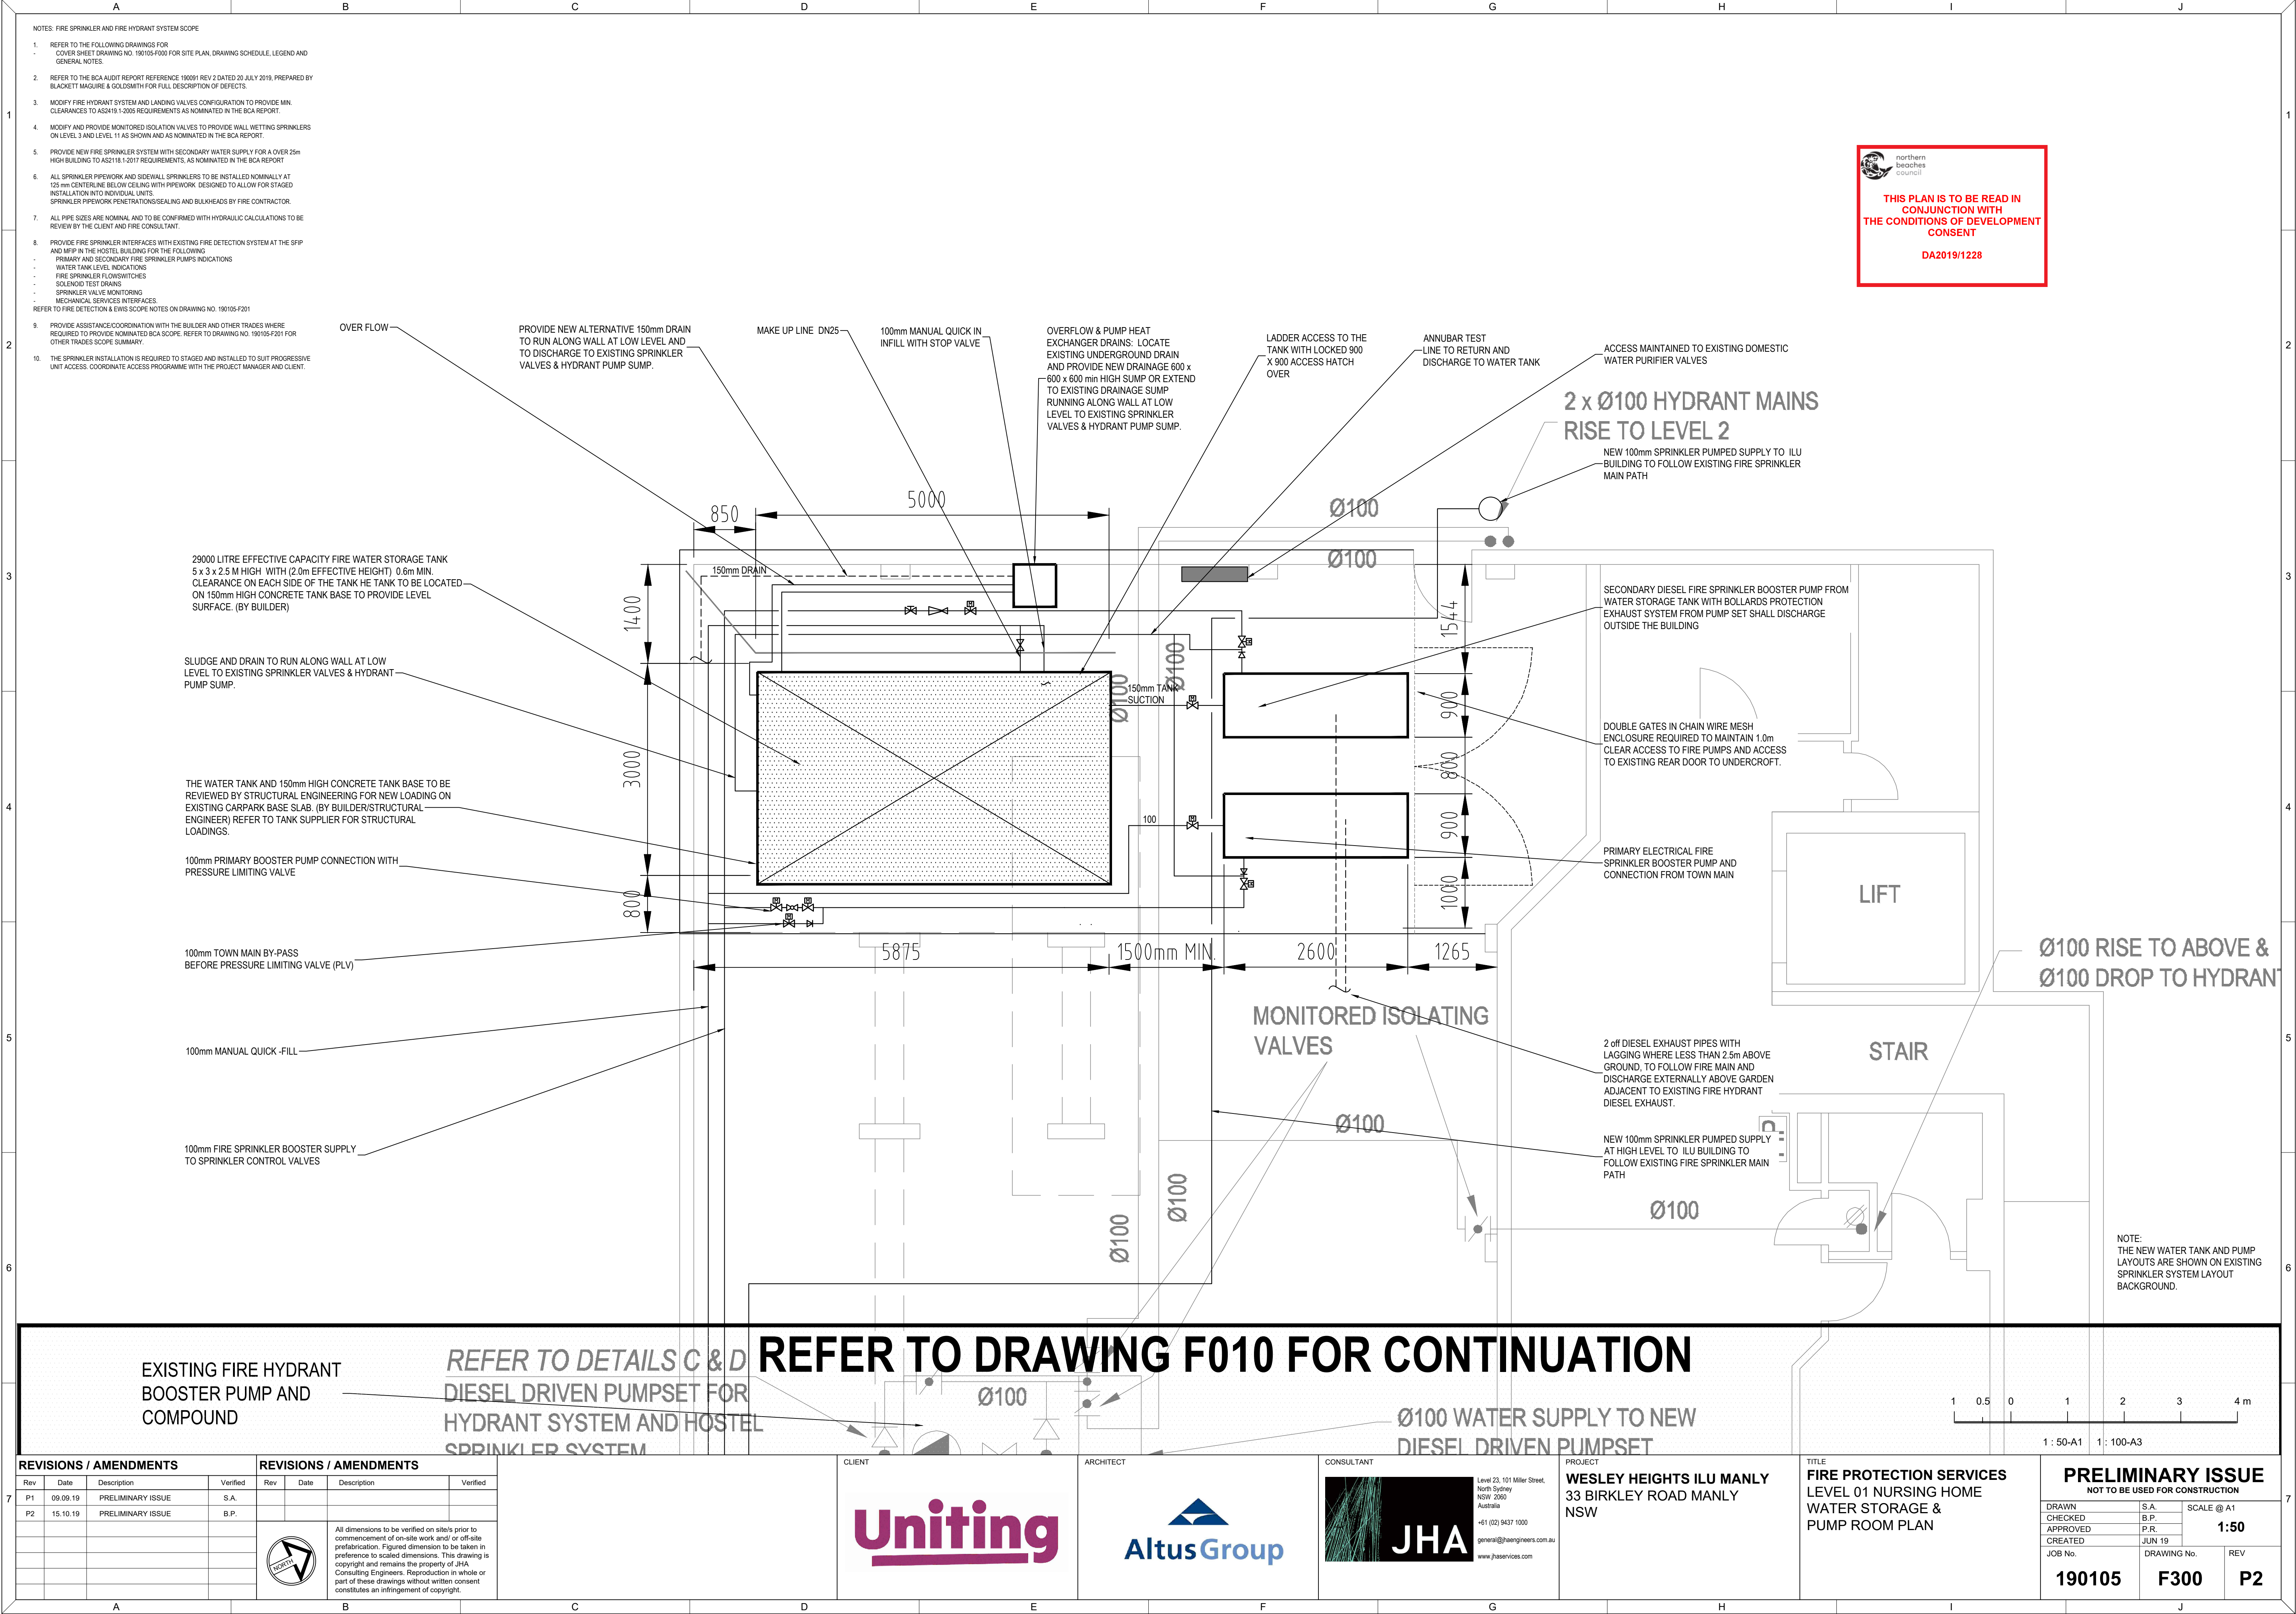 NOTES: FIRE SPRINKLER AND FIRE HYDRANT SYSTEM SCOPE
1. REFER TO THE FOLLOWING DRAWINGS FOR
- COVER SHEET DRAWING NO. 190105-F000 FOR SITE PLAN, DRAWING SCHEDULE, LEGEND AND
GENERAL NOTES.
2. REFER TO THE BCA AUDIT REPORT REFERENCE 190091 REV 2 DATED 20 JULY 2019, PREPARED BY
BLACKETT MAGUIRE & GOLDSMITH FOR FULL DESCRIPTION OF DEFECTS.
3. MODIFY FIRE HYDRANT SYSTEM AND LANDING VALVES CONFIGURATION TO PROVIDE MIN.
CLEARANCES TO AS2419.1-2005 REQUIREMENTS AS NOMINATED IN THE BCA REPORT.
4. MODIFY AND PROVIDE MONITORED ISOLATION VALVES TO PROVIDE WALL WETTING SPRINKLERS
ON LEVEL 3 AND LEVEL 11 AS SHOWN AND AS NOMINATED IN THE BCA REPORT.
5. PROVIDE NEW FIRE SPRINKLER SYSTEM WITH SECONDARY WATER SUPPLY FOR A OVER 25m
HIGH BUILDING TO AS2118.1-2017 REQUIREMENTS, AS NOMINATED IN THE BCA REPORT
6. ALL SPRINKLER PIPEWORK AND SIDEWALL SPRINKLERS TO BE INSTALLED NOMINALLY AT
125 mm CENTERLINE BELOW CEILING WITH PIPEWORK DESIGNED TO ALLOW FOR STAGED
INSTALLATION INTO INDIVIDUAL UNITS.
SPRINKLER PIPEWORK PENETRATIONS/SEALING AND BULKHEADS BY FIRE CONTRACTOR.
7. ALL PIPE SIZES ARE NOMINAL AND TO BE CONFIRMED WITH HYDRAULIC CALCULATIONS TO BE
REVIEW BY THE CLIENT AND FIRE CONSULTANT.
8. PROVIDE FIRE SPRINKLER INTERFACES WITH EXISTING FIRE DETECTION SYSTEM AT THE SFIP
AND MFIP IN THE HOSTEL BUILDING FOR THE FOLLOWING
- PRIMARY AND SECONDARY FIRE SPRINKLER PUMPS INDICATIONS
- WATER TANK LEVEL INDICATIONS
- FIRE SPRINKLER FLOWSWITCHES
- SOLENOID TEST DRAINS
- SPRINKLER VALVE MONITORING
- MECHANICAL SERVICES INTERFACES.
REFER TO FIRE DETECTION & EWIS SCOPE NOTES ON DRAWING NO. 190105-F201
9. PROVIDE ASSISTANCE/COORDINATION WITH THE BUILDER AND OTHER TRADES WHERE
REQUIRED TO PROVIDE NOMINATED BCA SCOPE. REFER TO DRAWING NO. 190105-F201 FOR
OTHER TRADES SCOPE SUMMARY.
10. THE SPRINKLER INSTALLATION IS REQUIRED TO STAGED AND INSTALLED TO SUIT PROGRESSIVE
UNIT ACCESS. COORDINATE ACCESS PROGRAMME WITH THE PROJECT MANAGER AND CLIENT.
northern
beaches
council
THIS PLAN IS TO BE READ IN
CONJUNCTION WITH
THE CONDITIONS OF DEVELOPMENT
CONSENT
DA2019/1228
OVER FLOW
PROVIDE NEW ALTERNATIVE 150mm DRAIN
TO RUN ALONG WALL AT LOW LEVEL AND
TO DISCHARGE TO EXISTING SPRINKLER
VALVES & HYDRANT PUMP SUMP.
MAKE UP LINE DN25
100mm MANUAL QUICK IN
INFILL WITH STOP VALVE
OVERFLOW & PUMP HEAT
EXCHANGER DRAINS: LOCATE
EXISTING UNDERGROUND DRAIN
AND PROVIDE NEW DRAINAGE 600 x
600 x 600 min HIGH SUMP OR EXTEND
TO EXISTING DRAINAGE SUMP
RUNNING ALONG WALL AT LOW
LEVEL TO EXISTING SPRINKLER
VALVES & HYDRANT PUMP SUMP.
LADDER ACCESS TO THE
TANK WITH LOCKED 900
X 900 ACCESS HATCH
OVER
ANNUBAR TEST
LINE TO RETURN AND
DISCHARGE TO WATER TANK
ACCESS MAINTAINED TO EXISTING DOMESTIC
WATER PURIFIER VALVES
2 x Ø100 HYDRANT MAINS
RISE TO LEVEL 2
NEW 100mm SPRINKLER PUMPED SUPPLY TO ILU
BUILDING TO FOLLOW EXISTING FIRE SPRINKLER
MAIN PATH
850
5000
Ø100
Ø100
29000 LITRE EFFECTIVE CAPACITY FIRE WATER STORAGE TANK
5 x 3 x 2.5 M HIGH WITH (2.0m EFFECTIVE HEIGHT) 0.6m MIN.
CLEARANCE ON EACH SIDE OF THE TANK HE TANK TO BE LOCATED
ON 150mm HIGH CONCRETE TANK BASE TO PROVIDE LEVEL
SURFACE. (BY BUILDER)
150mm DRAIN
1400
1544
SECONDARY DIESEL FIRE SPRINKLER BOOSTER PUMP FROM
WATER STORAGE TANK WITH BOLLARDS PROTECTION
EXHAUST SYSTEM FROM PUMP SET SHALL DISCHARGE
OUTSIDE THE BUILDING
SLUDGE AND DRAIN TO RUN ALONG WALL AT LOW
LEVEL TO EXISTING SPRINKLER VALVES & HYDRANT
PUMP SUMP.
Ø100
Ø100
150mm TANK
SUCTION
900
DOUBLE GATES IN CHAIN WIRE MESH
ENCLOSURE REQUIRED TO MAINTAIN 1.0m
CLEAR ACCESS TO FIRE PUMPS AND ACCESS
TO EXISTING REAR DOOR TO UNDERCROFT.
3000
800
THE WATER TANK AND 150mm HIGH CONCRETE TANK BASE TO BE
REVIEWED BY STRUCTURAL ENGINEERING FOR NEW LOADING ON
EXISTING CARPARK BASE SLAB. (BY BUILDER/STRUCTURAL
ENGINEER) REFER TO TANK SUPPLIER FOR STRUCTURAL
LOADINGS.
100
900
100mm PRIMARY BOOSTER PUMP CONNECTION WITH
PRESSURE LIMITING VALVE
PRIMARY ELECTRICAL FIRE
SPRINKLER BOOSTER PUMP AND
CONNECTION FROM TOWN MAIN
LIFT
800
1000
100mm TOWN MAIN BY-PASS
BEFORE PRESSURE LIMITING VALVE (PLV)
5875
1500mm MIN.
2600
1265
Ø100 RISE TO ABOVE &
Ø100 DROP TO HYDRANT
MONITORED ISOLATING
VALVES
100mm MANUAL QUICK -FILL
2 off DIESEL EXHAUST PIPES WITH
LAGGING WHERE LESS THAN 2.5m ABOVE
GROUND, TO FOLLOW FIRE MAIN AND
DISCHARGE EXTERNALLY ABOVE GARDEN
ADJACENT TO EXISTING FIRE HYDRANT
DIESEL EXHAUST.
STAIR
Ø100
100mm FIRE SPRINKLER BOOSTER SUPPLY
TO SPRINKLER CONTROL VALVES
NEW 100mm SPRINKLER PUMPED SUPPLY
AT HIGH LEVEL TO ILU BUILDING TO
FOLLOW EXISTING FIRE SPRINKLER MAIN
PATH
Ø100
Ø100
Ø100
NOTE:
THE NEW WATER TANK AND PUMP
LAYOUTS ARE SHOWN ON EXISTING
SPRINKLER SYSTEM LAYOUT
BACKGROUND.
REFER TO DRAWING F010 FOR CONTINUATION
EXISTING FIRE HYDRANT
BOOSTER PUMP AND
COMPOUND
REFER TO DETAILS C & D
DIESEL DRIVEN PUMPSET FOR
HYDRANT SYSTEM AND HOSTEL
SPRINKLER SYSTEM
Ø100
Ø100 WATER SUPPLY TO NEW
DIESEL DRIVEN PUMPSET
1 0.5 0 1 2 3 4 m
1 : 50-A1 1 : 100-A3
REVISIONS / AMENDMENTS
Rev Date Description Verified
P1 09.09.19 PRELIMINARY ISSUE S.A.
P2 15.10.19 PRELIMINARY ISSUE B.P.
REVISIONS / AMENDMENTS
Rev Date Description Verified
NORTH
All dimensions to be verified on site/s prior to
commencement of on-site work and/ or off-site
prefabrication. Figured dimension to be taken in
preference to scaled dimensions. This drawing is
copyright and remains the property of JHA
Consulting Engineers. Reproduction in whole or
part of these drawings without written consent
constitutes an infringement of copyright.
CLIENT
Uniting
ARCHITECT
AltusGroup
CONSULTANT
JHA
Level 23, 101 Miller Street,
North Sydney
NSW 2060
Australia
+61 (02) 9437 1000
general@jhaengineers.com.au
www.jhaservices.com
PROJECT
WESLEY HEIGHTS ILU MANLY
33 BIRKLEY ROAD MANLY
NSW
TITLE
FIRE PROTECTION SERVICES
LEVEL 01 NURSING HOME
WATER STORAGE &
PUMP ROOM PLAN
PRELIMINARY ISSUE
NOT TO BE USED FOR CONSTRUCTION
DRAWN S.A.
CHECKED B.P.
APPROVED P.R.
CREATED JUN 19
SCALE @ A1
1:50
JOB No. DRAWING No. REV
190105 F300 P2
A B C D E F G H I J
1 2 3 4 5 6 7
A B C D E F G H I J
1 2 3 4 5 6 7